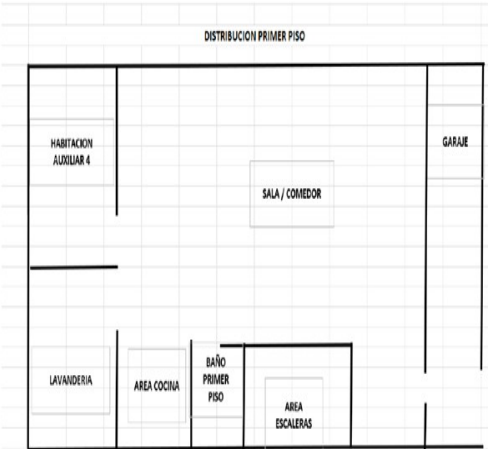 DISTRIBUCION PRIMER PISO
HABITACION
AUXILIAR 4
GARAJE
SALA / COMEDOR
LAVANDERIA
AREA COCINA
BAÑO
PRIMER
PISO
AREA
ESCALERAS